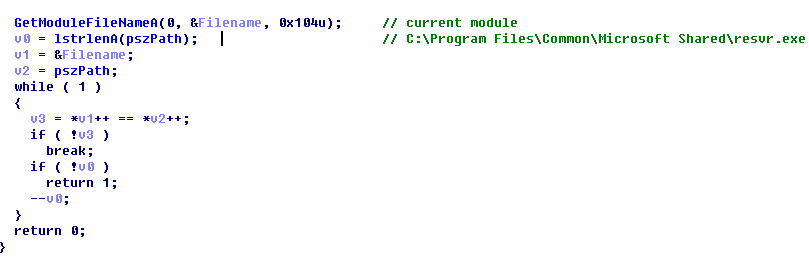 GetModuleFileNameA(0, &Filename, 0x104u);     // current module
v0 = lstrlenA(pszPath);                       // C:\Program Files\Common\Microsoft Shared\resvr.exe
v1 = &Filename;
v2 = pszPath;
while ( 1 )
{
  v3 = *v1++ == *v2++;
  if ( !v3 )
    break;
  if ( !v0 )
    return 1;
  --v0;
}
return 0;
}